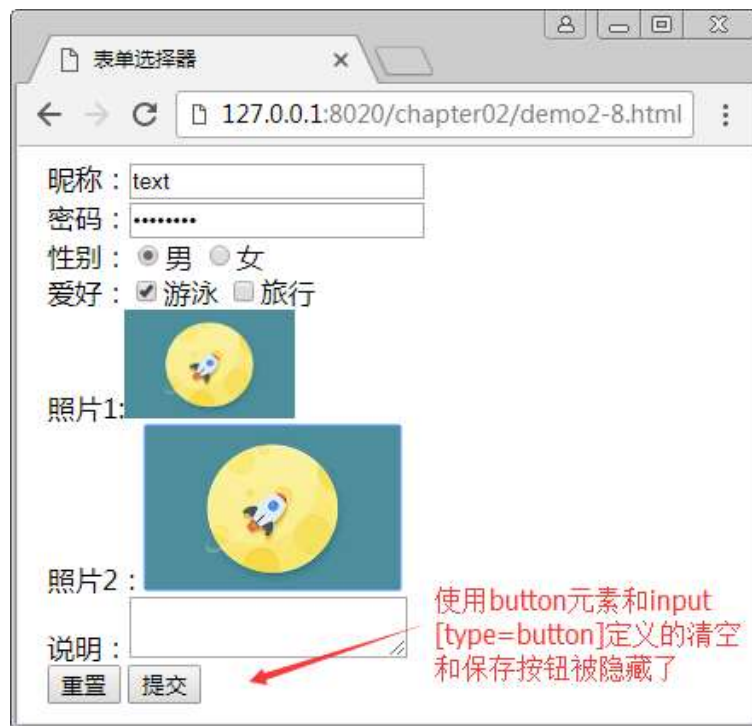 表单选择器
127.0.0.1:8020/chapter02/demo2-8.html
昵称：text
密码：••••••••
性别：男 女
爱好：游泳 旅行
照片1:
照片2：
使用button元素和input
[type=button]定义的清空
和保存按钮被隐藏了
说明：
重置 提交